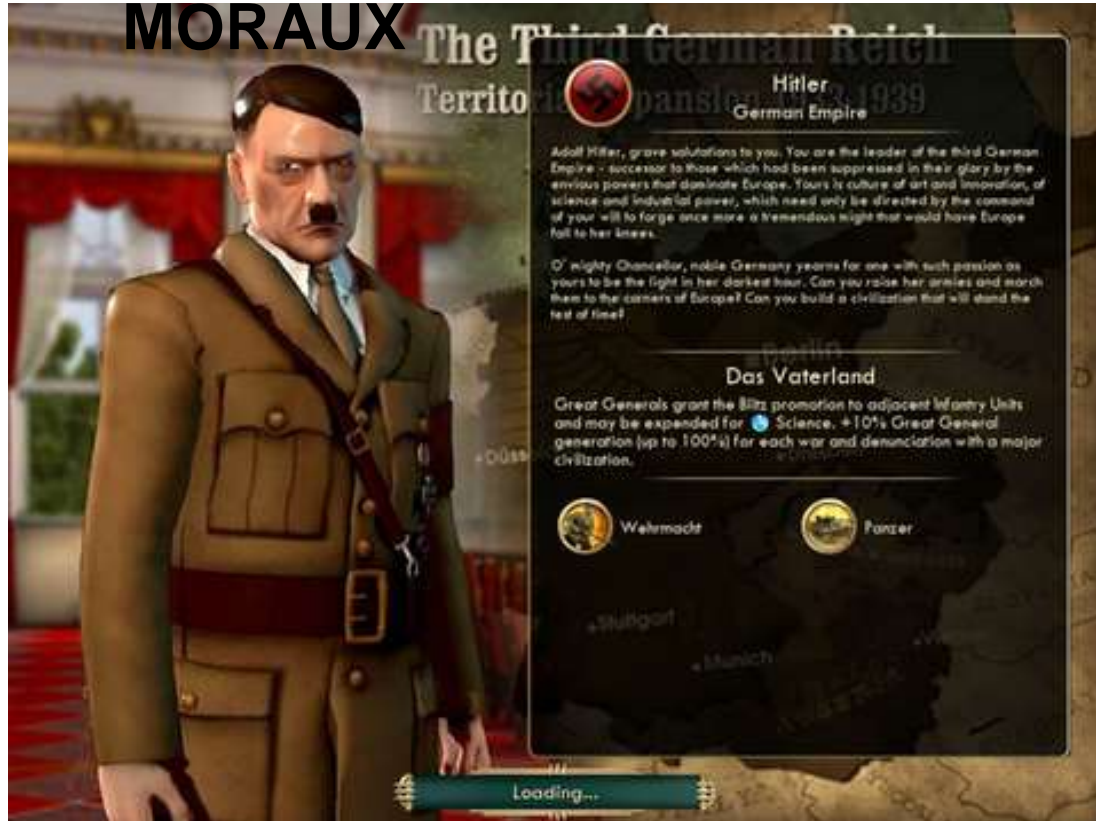 MORAUX
The Third German Reich
Hitler
German Empire
Adolf Hitler, grave salutations to you. You are the leader of the third German
Empire - successor to those which had been suppressed in their glory by the
envious powers that dominate Europe. Yours is culture of art and innovation, of
science and industrial power, which need only be directed by the command
of your will to forge once more a tremendous might that would have Europe
fall to her knees.
O' mighty Chancellor, noble Germany yearns for one with such passion as
yours to be the light in her darkest hour. Can you raise her armies and march
them to the corners of Europe? Can you build a civilization that will stand the
test of time?
Berlin
Das Vaterland
Great Generals grant the Blitz promotion to adjacent Infantry Units
and may be expended for Science. +10% Great General
generation (up to 100%) for each war and denunciation with a major
civilization.
Wehrmacht
Panzer
Stuttgart
Munich
Loading...